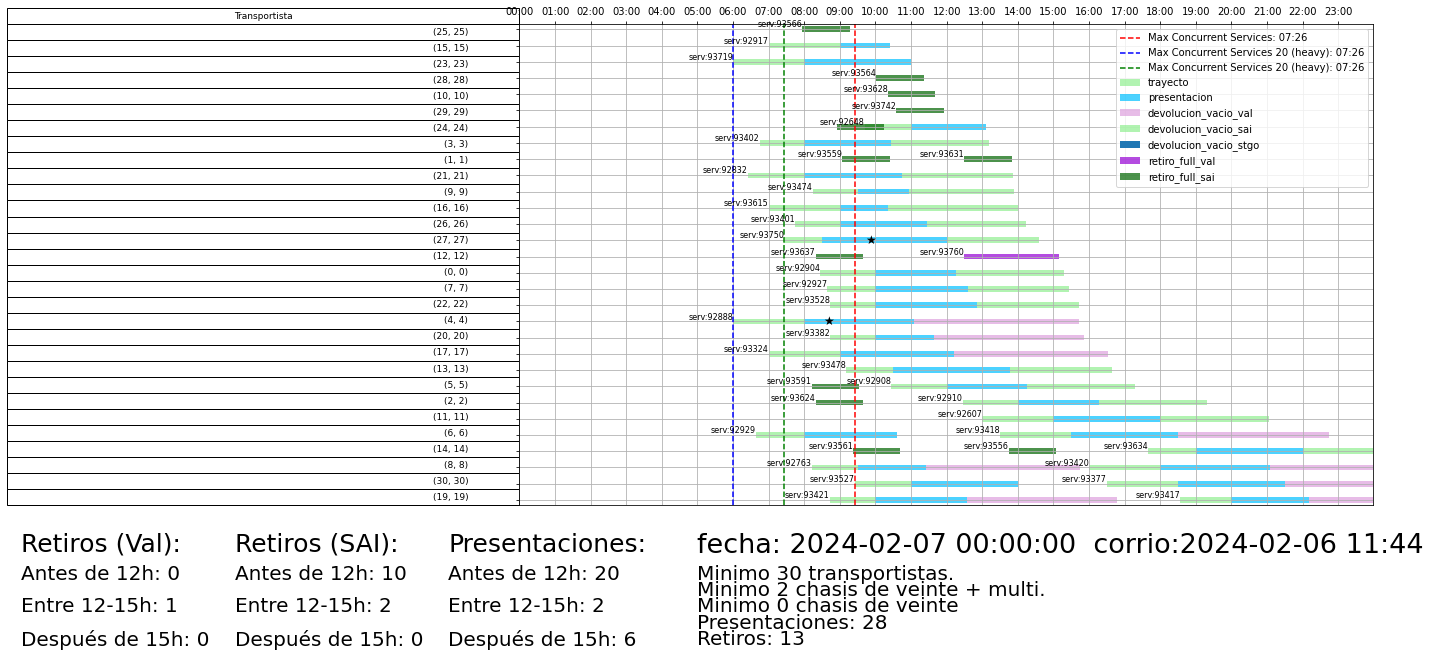 Transportista
00:00 01:00 02:00 03:00 04:00 05:00 06:00 07:00 08:00 09:00 10:00 11:00 12:00 13:00 14:00 15:00 16:00 17:00 18:00 19:00 20:00 21:00 22:00 23:00
(25, 25) serv:93566
(15, 15) serv:92917
(23, 23) serv:93719
(28, 28) serv:93564
(10, 10) serv:93628
(29, 29) serv:93742
(24, 24) serv:92648
(3, 3) serv:93402
(1, 1) serv:93559 serv:93631
(21, 21) serv:92832
(9, 9) serv:93474
(16, 16) serv:93615
(26, 26) serv:93401
(27, 27) serv:93750
(12, 12) serv:93637 serv:93760
(0, 0) serv:92904
(7, 7) serv:92927
(22, 22) serv:93528
(4, 4) serv:92888
(20, 20) serv:93382
(17, 17) serv:93324
(13, 13) serv:93478
(5, 5) serv:93591 serv:92908
(2, 2) serv:93624 serv:92910
(11, 11) serv:92607
(6, 6) serv:92929 serv:93418
(14, 14) serv:93561 serv:93556 serv:93634
(8, 8) serv:92763 serv:93420
(30, 30) serv:93527 serv:93377
(19, 19) serv:93421 serv:93417
Max Concurrent Services: 07:26
Max Concurrent Services 20 (heavy): 07:26
Max Concurrent Services 20 (heavy): 07:26
trayecto
presentacion
devolucion_vacio_val
devolucion_vacio_sai
devolucion_vacio_stgo
retiro_full_val
retiro_full_sai
Retiros (Val):
Antes de 12h: 0
Entre 12-15h: 1
Después de 15h: 0
Retiros (SAI):
Antes de 12h: 10
Entre 12-15h: 2
Después de 15h: 0
Presentaciones:
Antes de 12h: 20
Entre 12-15h: 2
Después de 15h: 6
fecha: 2024-02-07 00:00:00 corrio:2024-02-06 11:44
Minimo 30 transportistas.
Minimo 2 chasis de veinte + multi.
Minimo 0 chasis de veinte
Presentaciones: 28
Retiros: 13